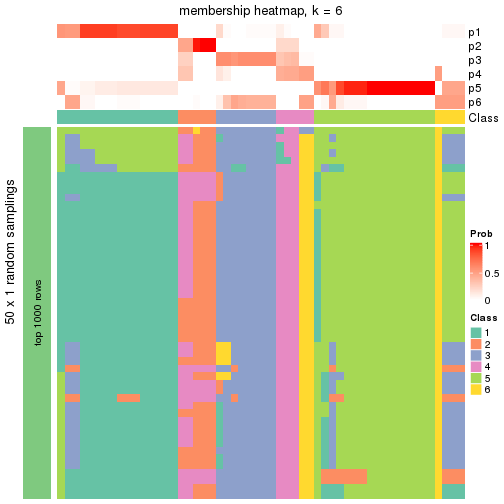 membership heatmap, k = 6
p1
p2
p3
p4
p5
p6
Class
50 x 1 random samplings
top 1000 rows
Prob
1
0.5
0
Class
1
2
3
4
5
6